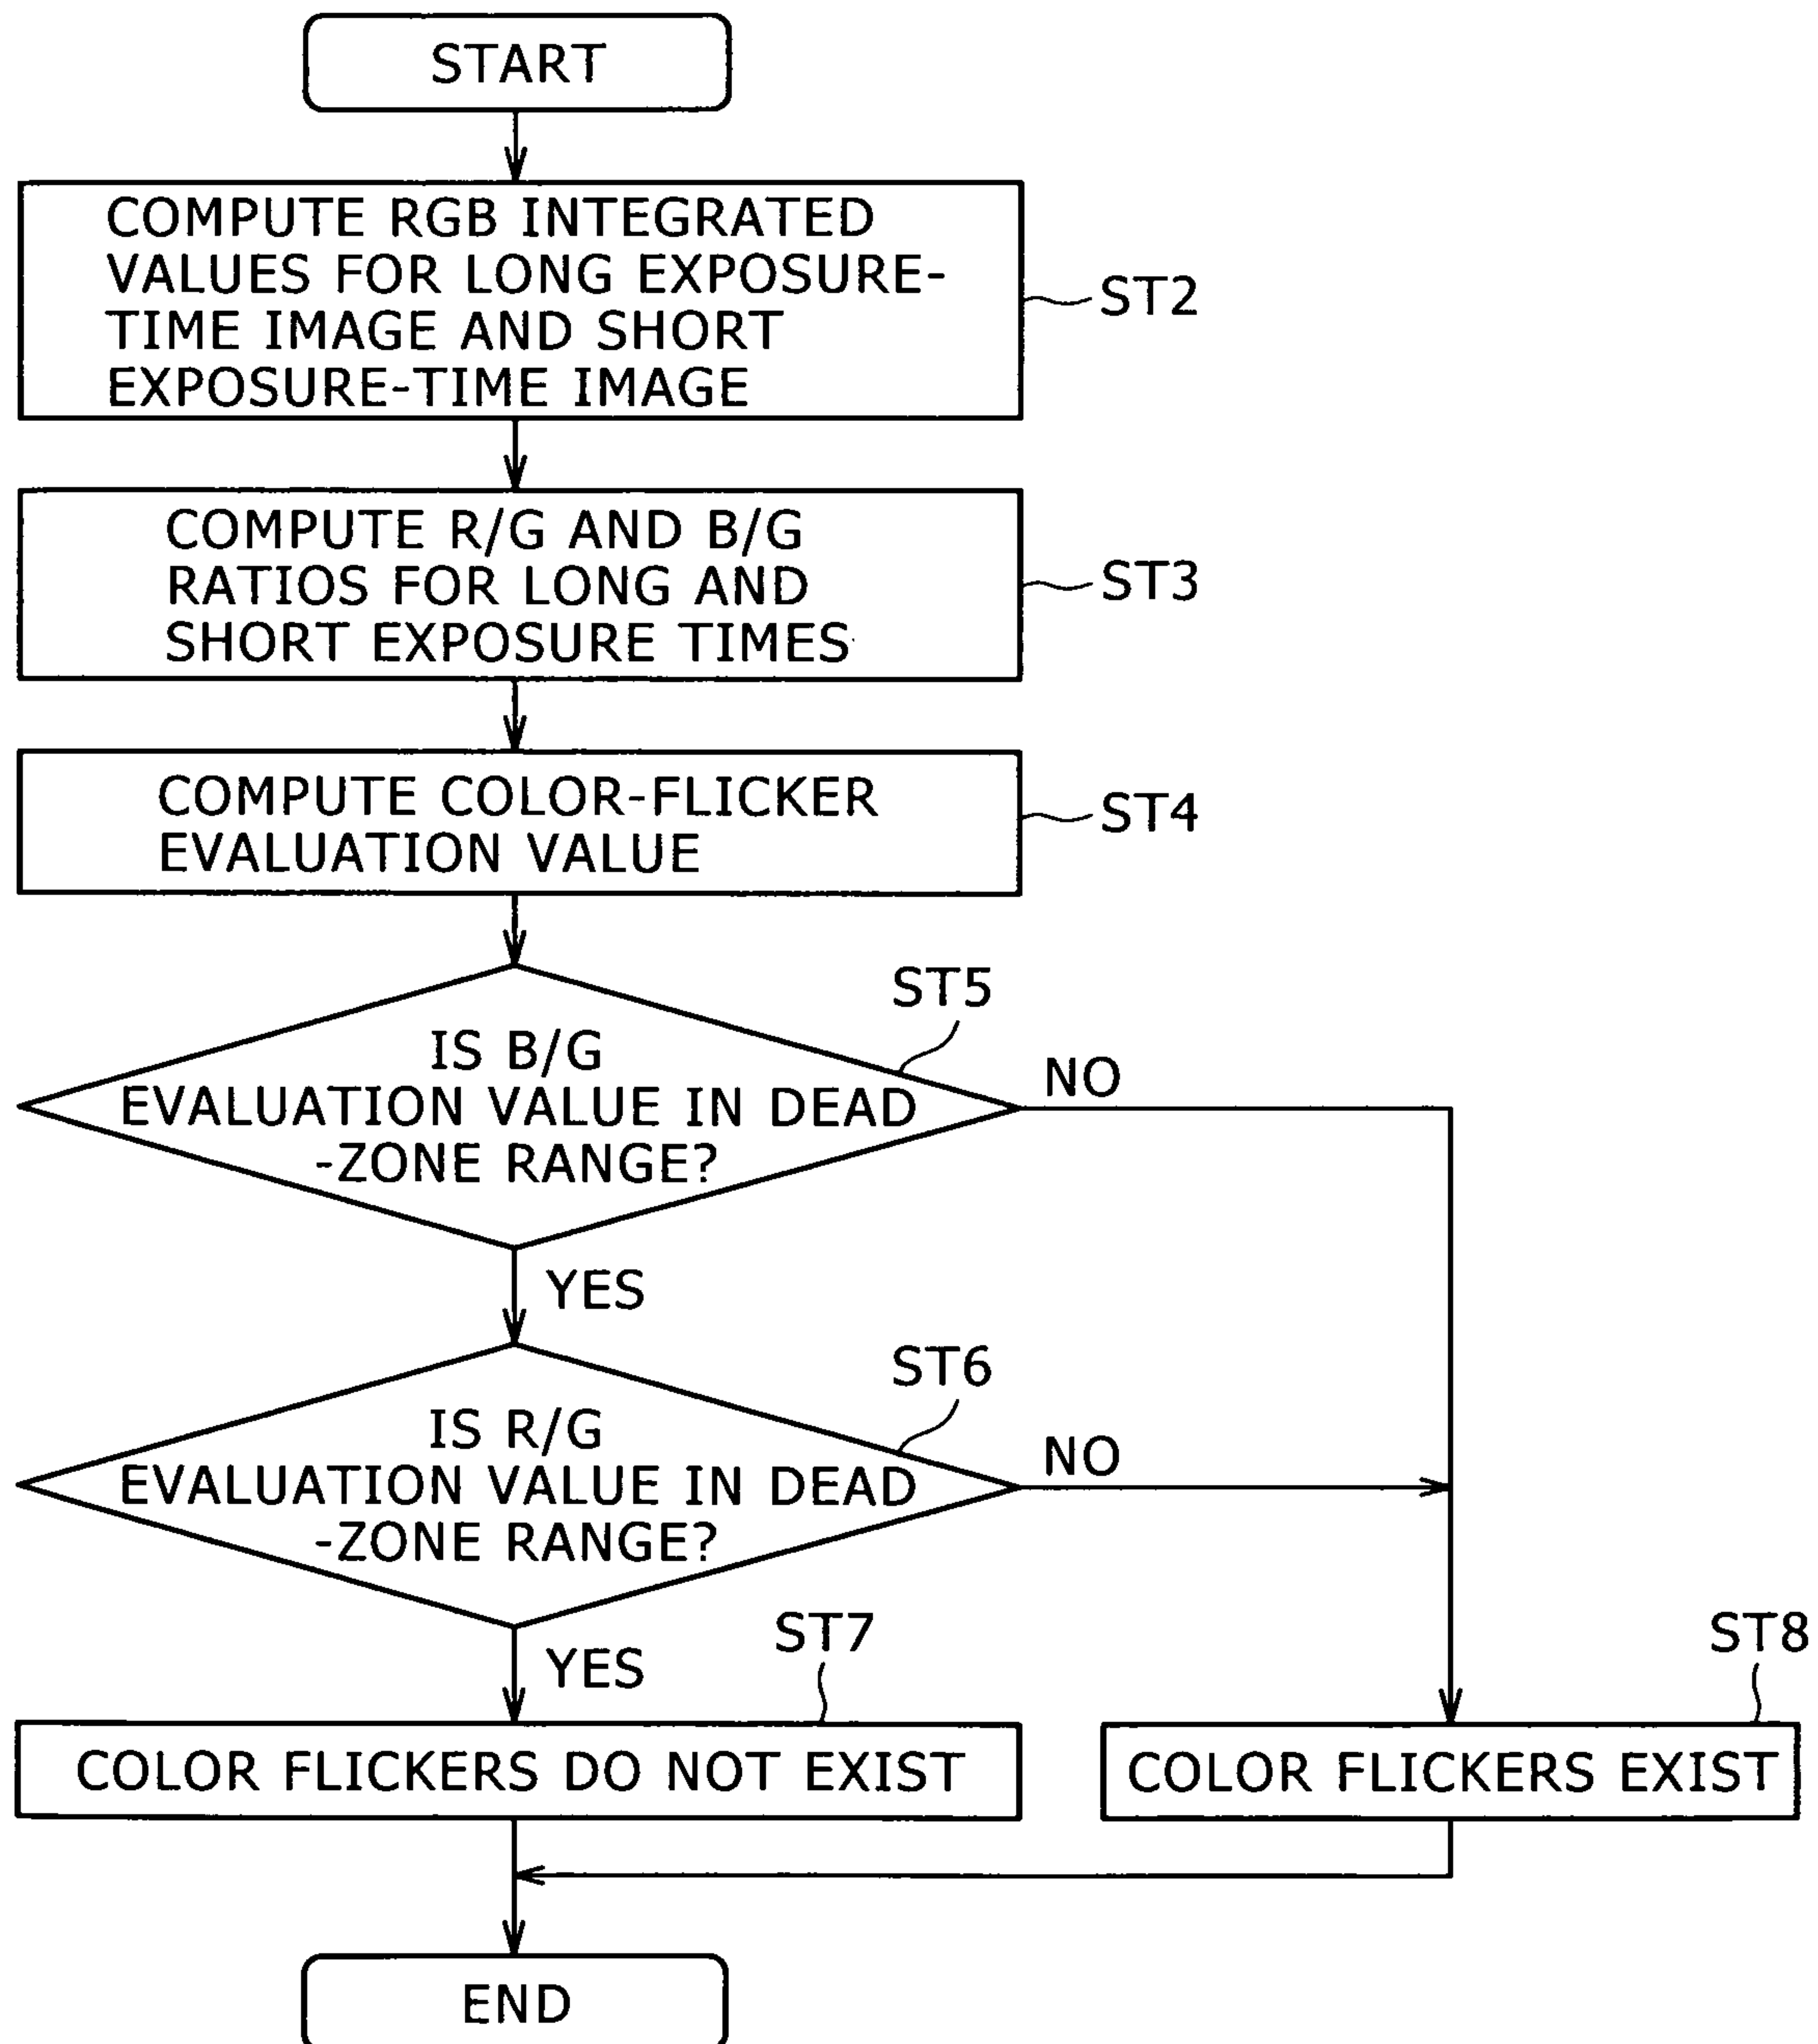 START
COMPUTE RGB INTEGRATED
VALUES FOR LONG EXPOSURE-
TIME IMAGE AND SHORT
EXPOSURE-TIME IMAGE
ST2
COMPUTE R/G AND B/G
RATIOS FOR LONG AND
SHORT EXPOSURE TIMES
ST3
COMPUTE COLOR-FLICKER
EVALUATION VALUE
ST4
ST5
IS B/G
EVALUATION VALUE IN DEAD
-ZONE RANGE?
NO
YES
ST6
IS R/G
EVALUATION VALUE IN DEAD
-ZONE RANGE?
NO
YES
ST7
ST8
COLOR FLICKERS DO NOT EXIST
COLOR FLICKERS EXIST
END